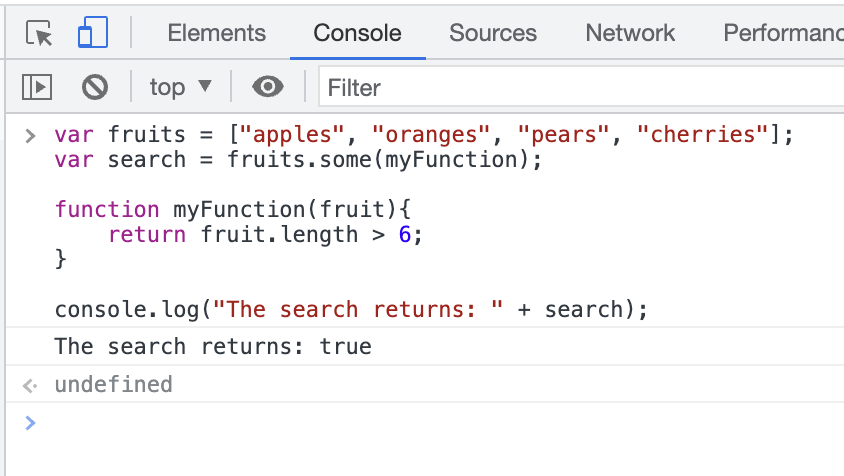 Elements Console Sources Network Performanc
top Filter
var fruits = ["apples", "oranges", "pears", "cherries"];
var search = fruits.some(myFunction);
function myFunction(fruit){
    return fruit.length > 6;
}
console.log("The search returns: " + search);
The search returns: true
undefined